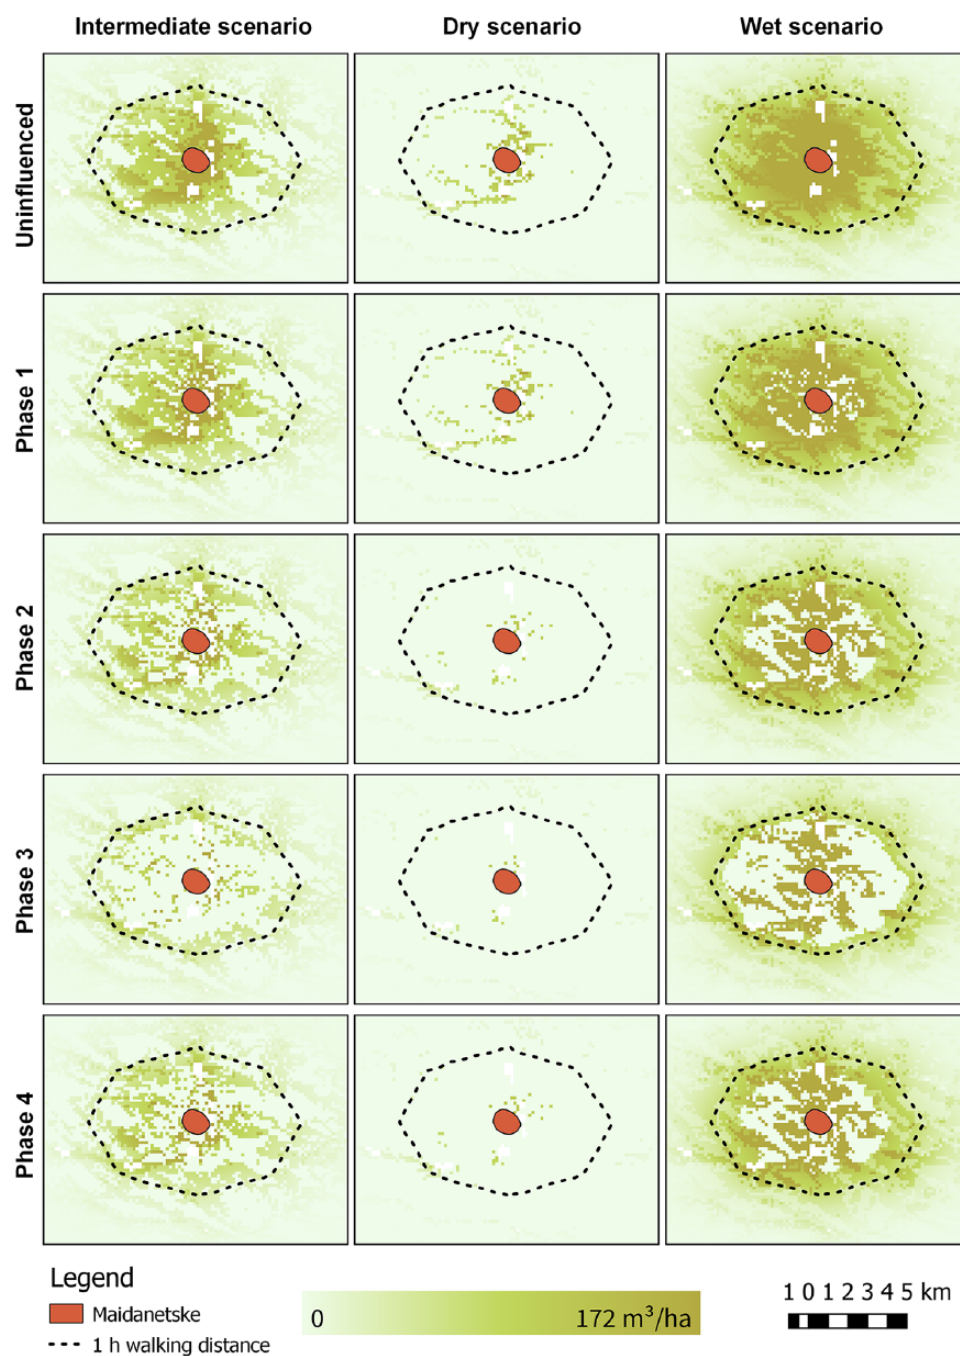 Intermediate scenario Dry scenario Wet scenario
Uninfluenced
Phase 1
Phase 2
Phase 3
Phase 4
Legend
Maidanetske
1 h walking distance
0 172 m³/ha
1 0 1 2 3 4 5 km